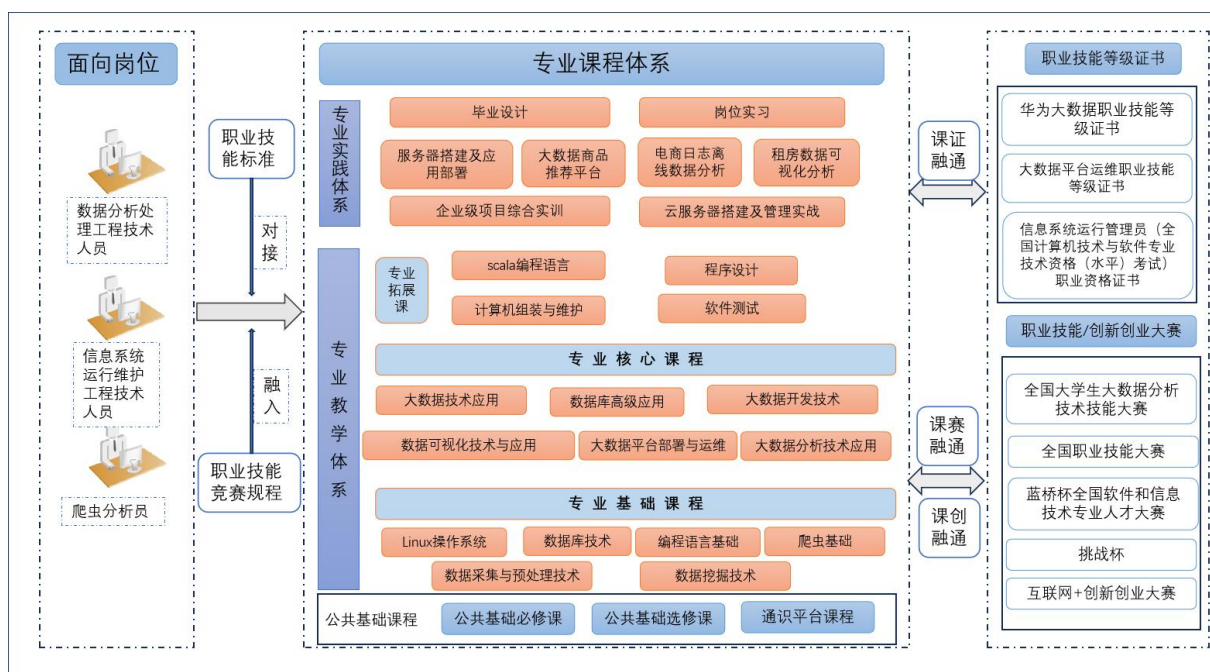 面向岗位
数据分析处
理工程技术
人员
信息系统
运行维护
工程技术
人员
爬虫分析员
职业技
能标准
对
接
融
入
职业技能
竞赛规程
专业课程体系
专业实践体系
毕业设计
岗位实习
服务器搭建及应
用部署
大数据商品
推荐平台
电商日志离
线数据分析
租房数据可
视化分析
企业级项目综合实训
云服务器搭建及管理实战
专业教学体系
专业
拓展
课
scala编程语言
程序设计
计算机组装与维护
软件测试
专业核心课程
大数据技术应用
数据库高级应用
大数据开发技术
数据可视化技术与应用
大数据平台部署与运维
大数据分析技术应用
专业基础课程
Linux操作系统
数据库技术
编程语言基础
爬虫基础
数据采集与预处理技术
数据挖掘技术
公共基础课程
公共基础必修课
公共基础选修课
通识平台课程
课证
融通
课赛
融通
课创
融通
职业技能等级证书
华为大数据职业技能等
级证书
大数据平台运维职业技能
等级证书
信息系统运行管理员（全
国计算机技术与软件专业
技术资格（水平）考试）
职业资格证书
职业技能/创新创业大赛
全国大学生大数据分析
技术技能大赛
全国职业技能大赛
蓝桥杯全国软件和信息
技术专业人才大赛
挑战杯
互联网+创新创业大赛